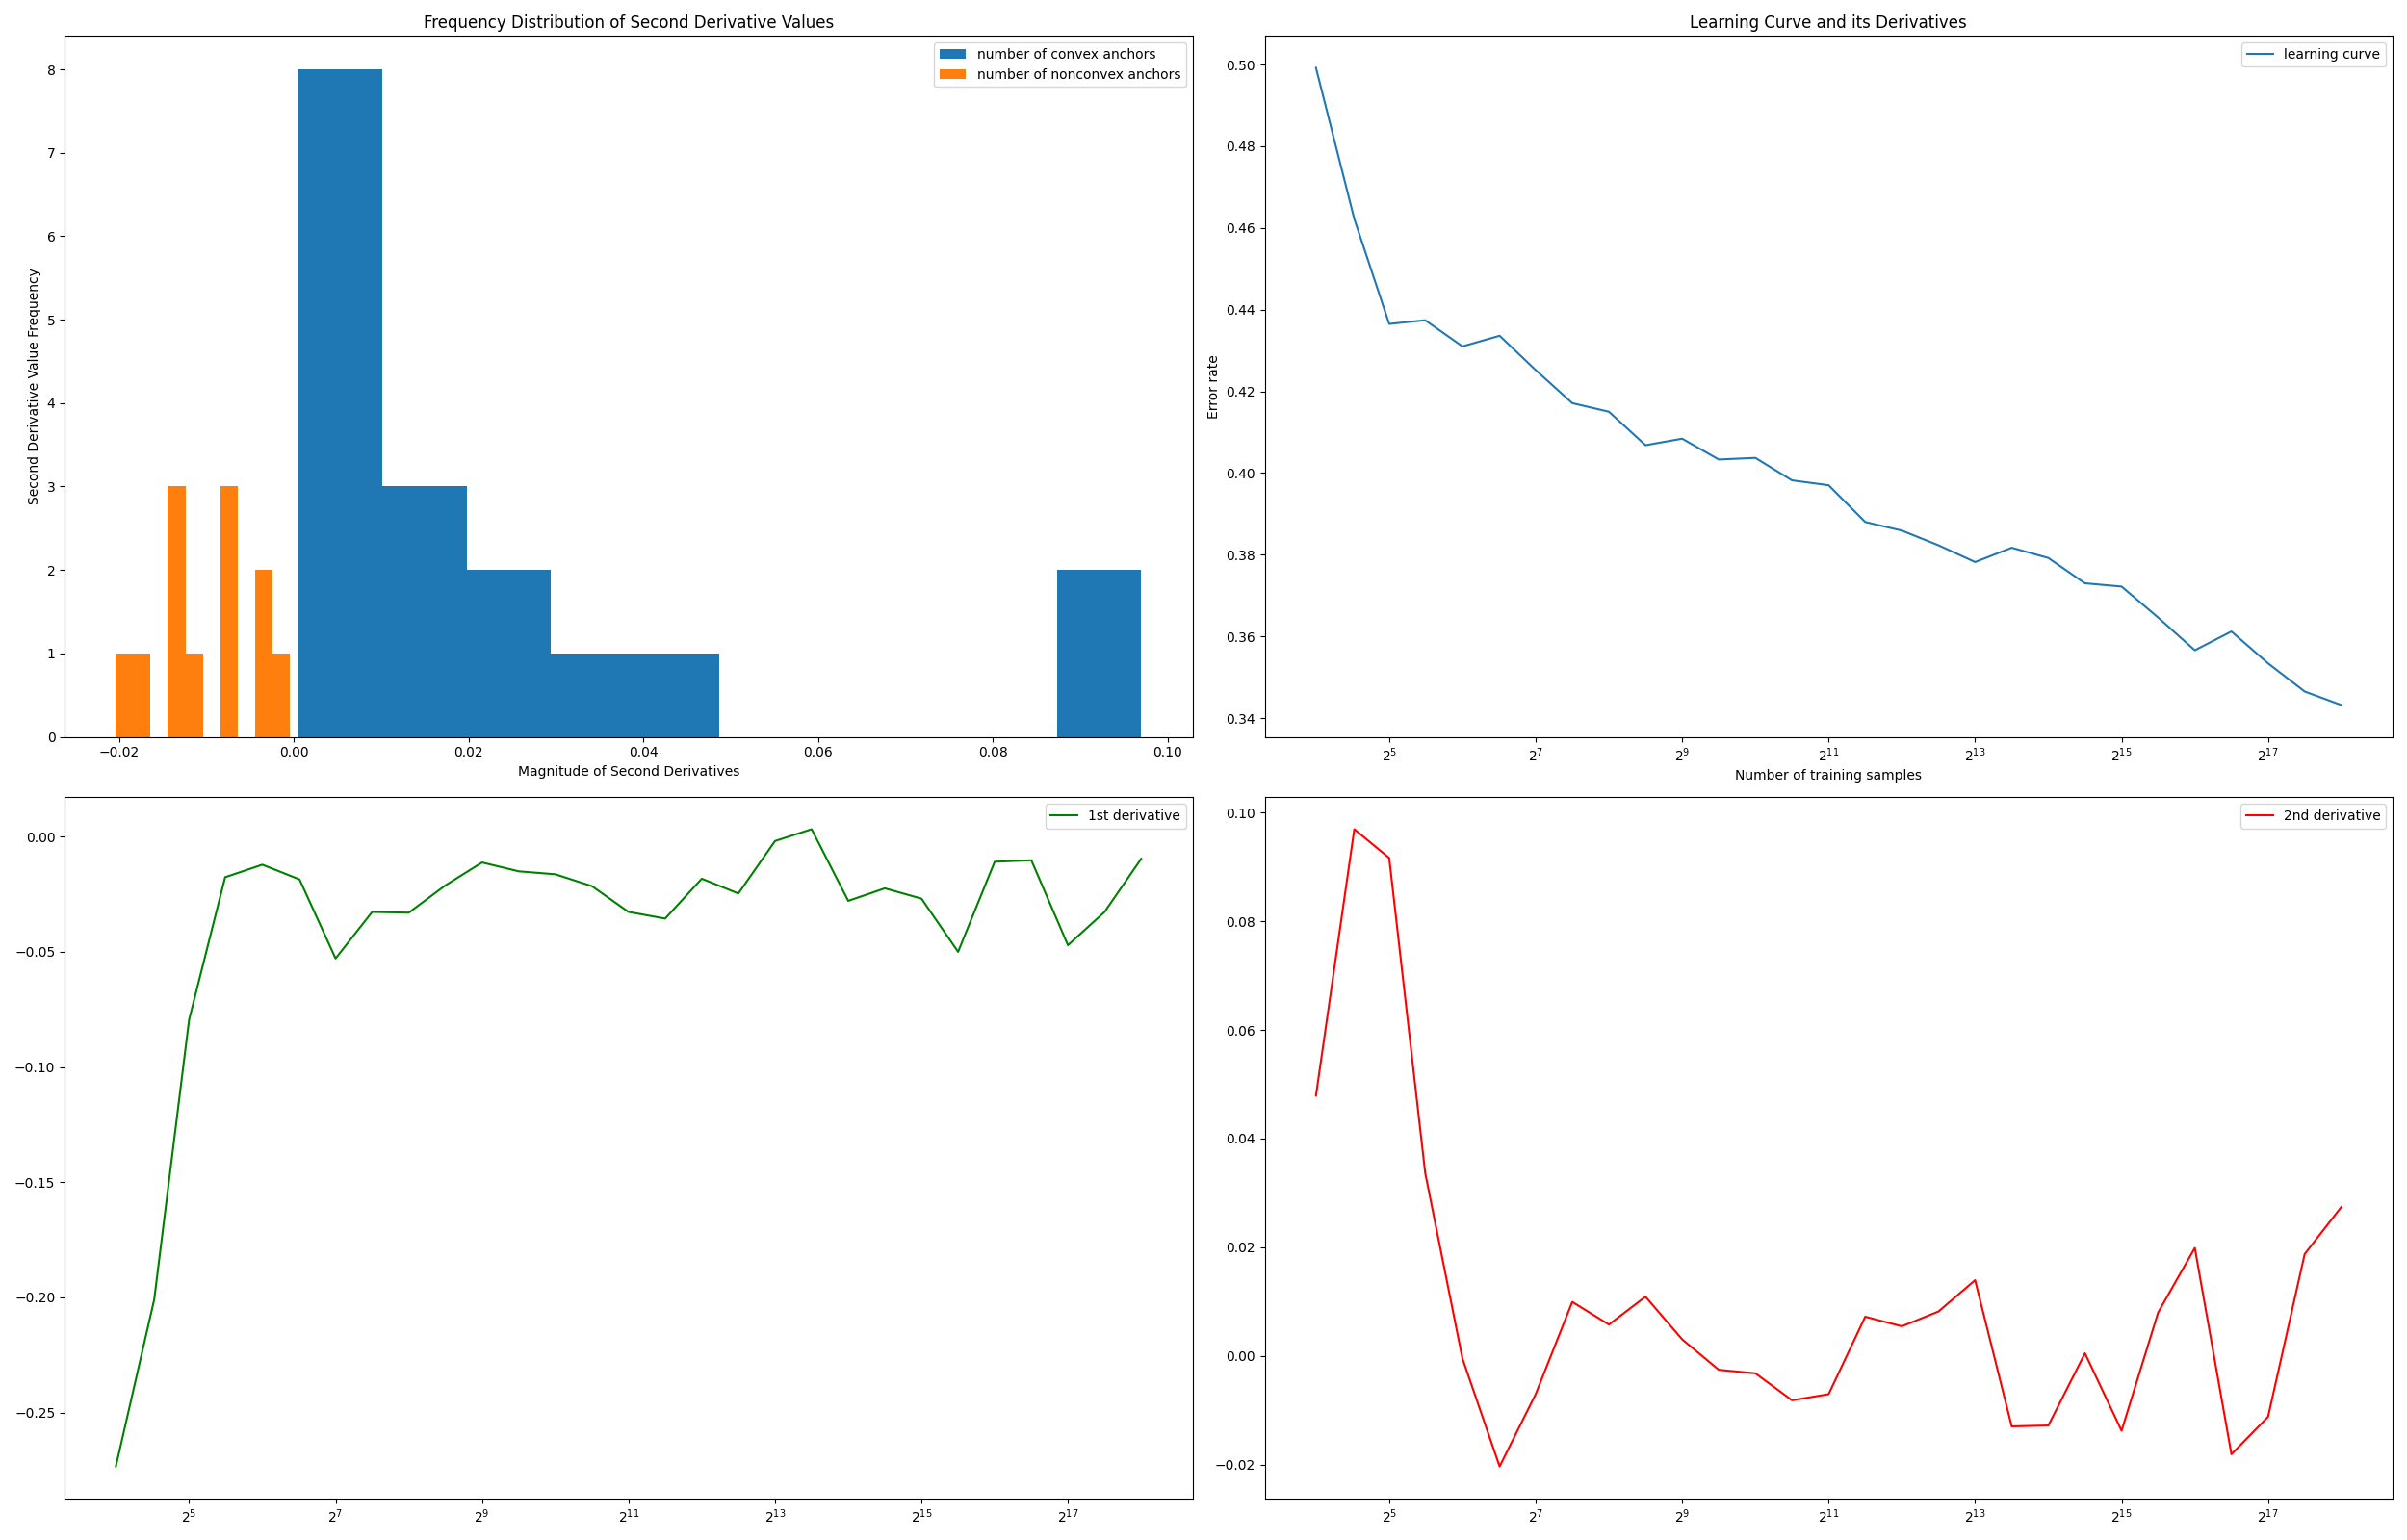 Frequency Distribution of Second Derivative Values
number of convex anchors
number of nonconvex anchors
8
7
6
5
4
3
2
1
0
Second Derivative Value Frequency
−0.02 0.00 0.02 0.04 0.06 0.08 0.10
Magnitude of Second Derivatives
Learning Curve and its Derivatives
learning curve
0.50
0.48
0.46
0.44
0.42
0.40
0.38
0.36
0.34
Error rate
2^5 2^7 2^9 2^11 2^13 2^15 2^17
Number of training samples
1st derivative
0.00
−0.05
−0.10
−0.15
−0.20
−0.25
2^5 2^7 2^9 2^11 2^13 2^15 2^17
2nd derivative
0.10
0.08
0.06
0.04
0.02
0.00
−0.02
2^5 2^7 2^9 2^11 2^13 2^15 2^17